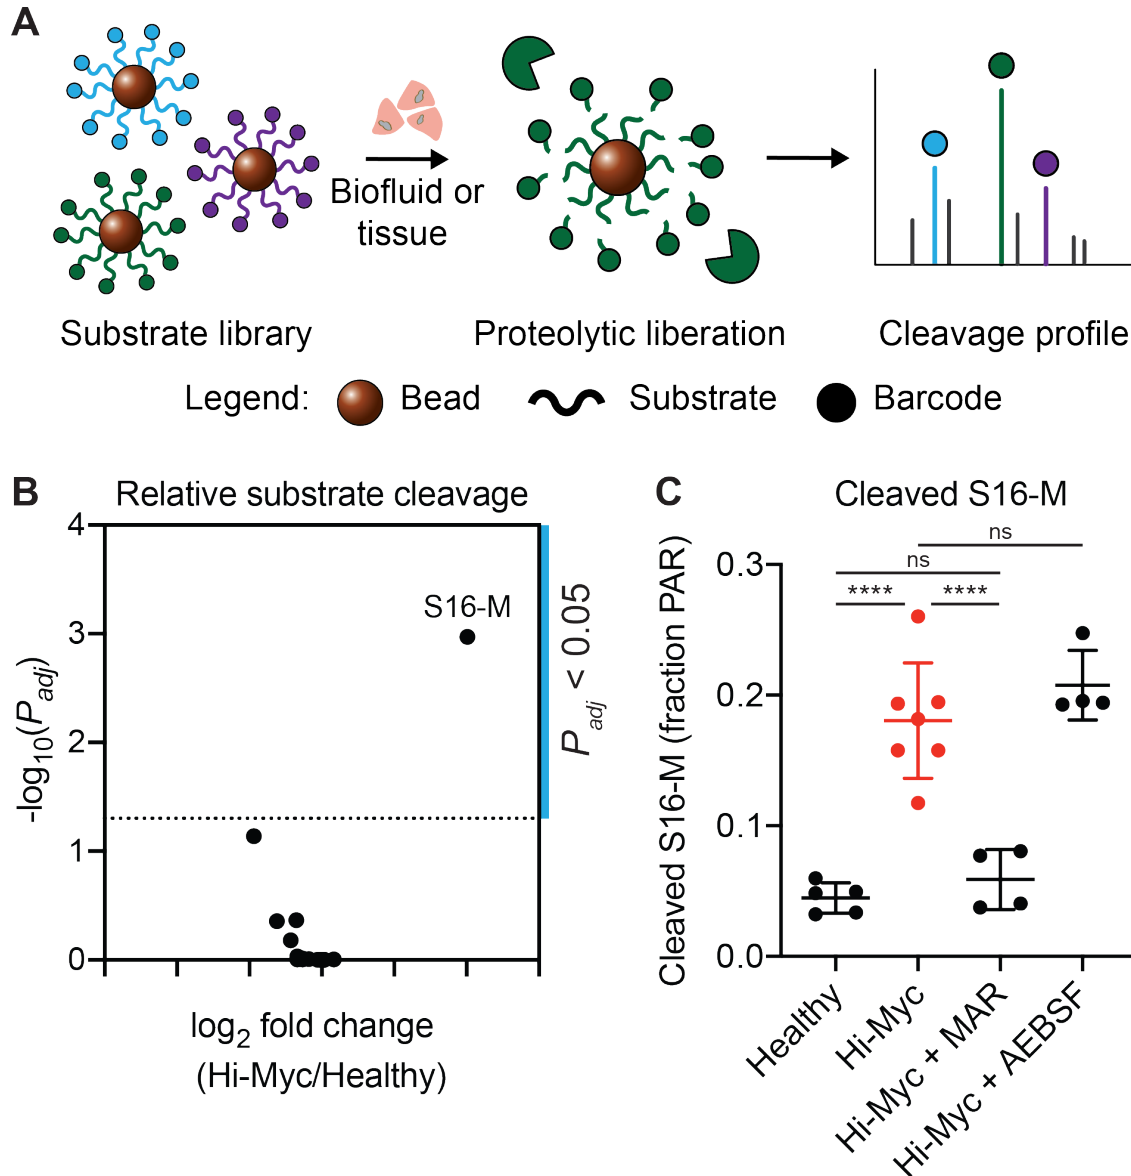 A
Biofluid or
tissue
Substrate library
Proteolytic liberation
Cleavage profile
Legend:
Bead
Substrate
Barcode
B
Relative substrate cleavage
4
3
2
1
0
-log10(Padj)
S16-M
Padj < 0.05
log2 fold change
(Hi-Myc/Healthy)
C
Cleaved S16-M
Cleaved S16-M (fraction PAR)
0.3
0.2
0.1
0.0
ns
ns
**** ****
Healthy
Hi-Myc
Hi-Myc + MAR
Hi-Myc + AEBSF